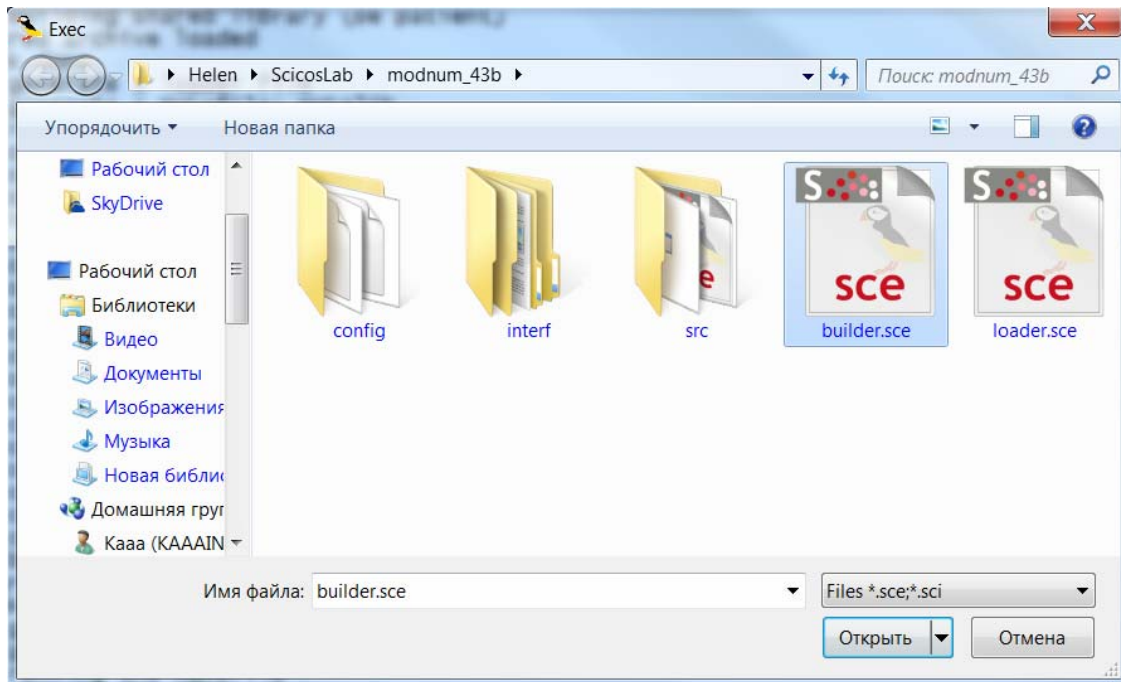 Exec
Helen ScicosLab modnum_43b
Поиск: modnum_43b
Упорядочить Новая папка
Рабочий стол
SkyDrive
Рабочий стол
Библиотеки
Видео
Документы
Изображения
Музыка
Новая библи
Домашняя груп
Кааа (KAAAIN
config
interf
src
S
sce
builder.sce
S
sce
loader.sce
Имя файла: builder.sce
Files *.sce;*.sci
Открыть
Отмена